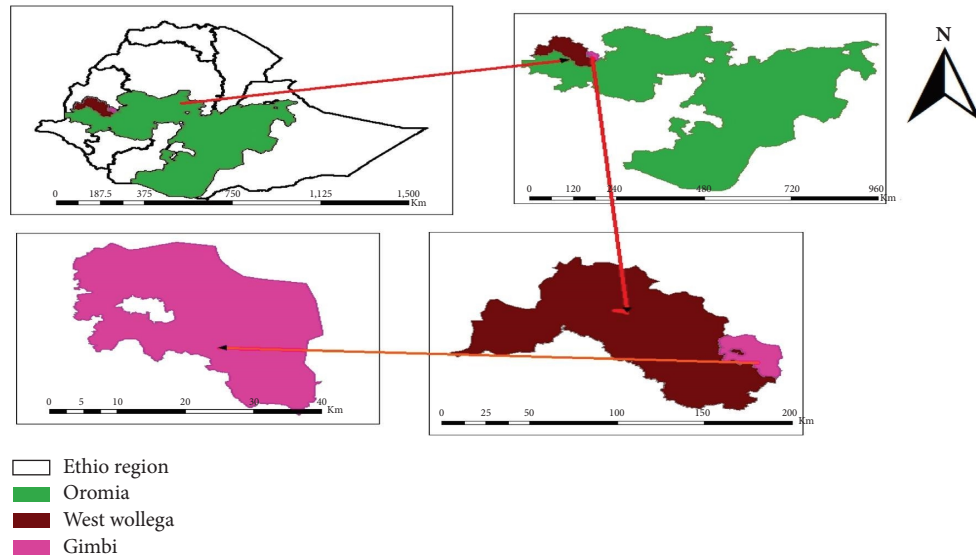 N
0 187.5 375 750 1,125 1,500
Km
0 120 240 480 720 960
Km
0 5 10 20 30 40
Km
0 25 50 100 150 200
Km
Ethio region
Oromia
West wollega
Gimbi